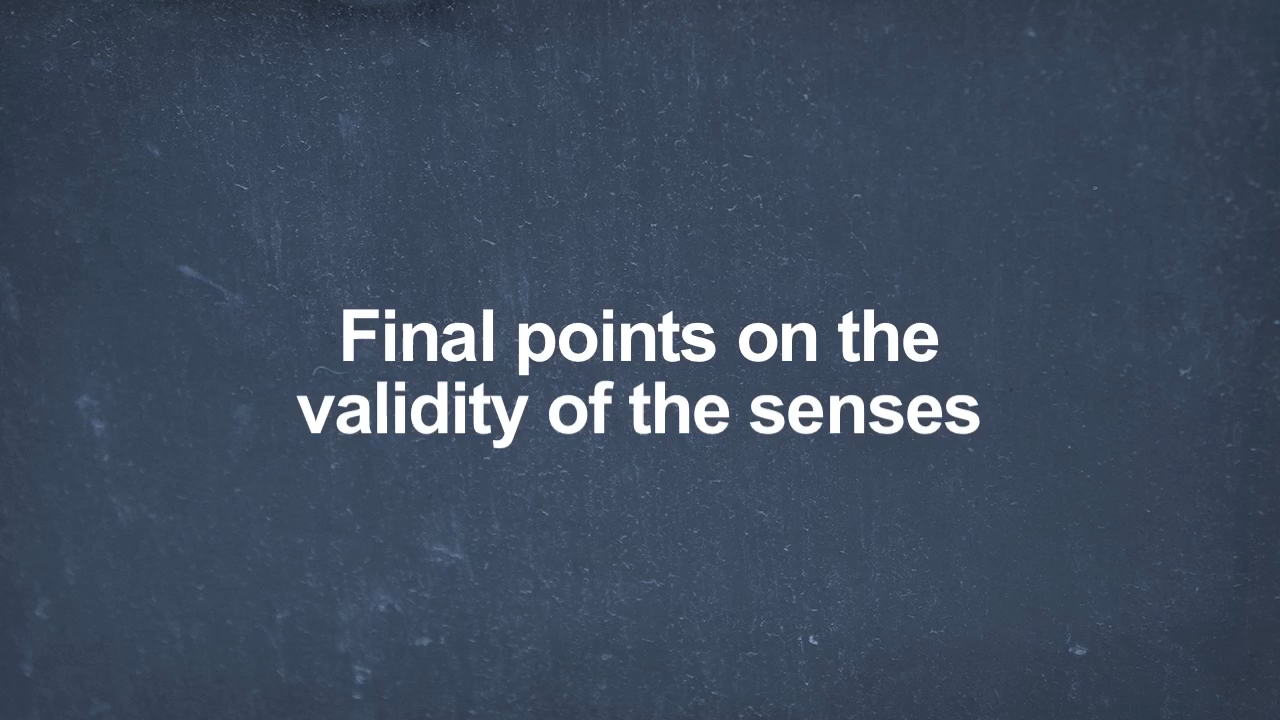 Final points on the
validity of the senses